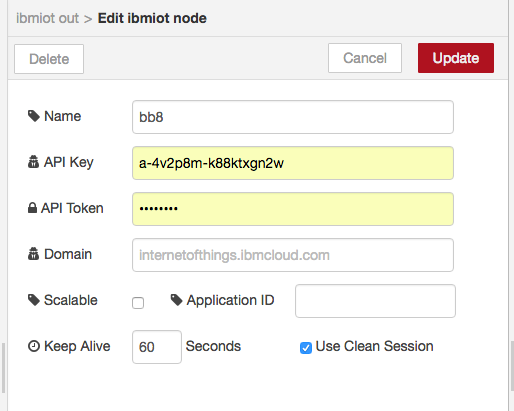 ibmiot out > Edit ibmiot node
Delete Cancel Update
Name bb8
API Key a-4v2p8m-k88ktxgn2w
API Token ••••••••
Domain internetofthings.ibmcloud.com
Scalable Application ID
Keep Alive 60 Seconds Use Clean Session